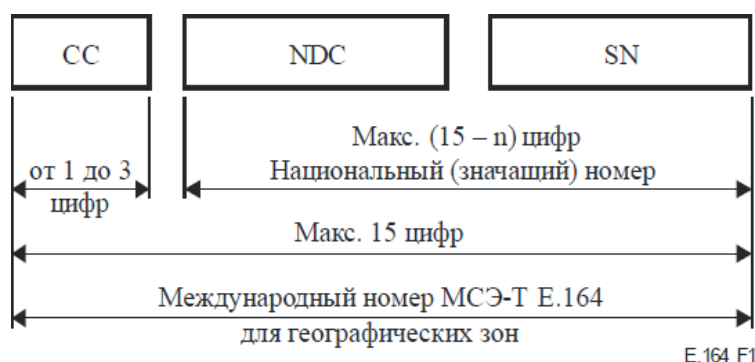 CC NDC SN
Макс. (15 – n) цифр
от 1 до 3 Национальный (значащий) номер
цифр
Макс. 15 цифр
Международный номер МСЭ-Т E.164
для географических зон
E.164_F1